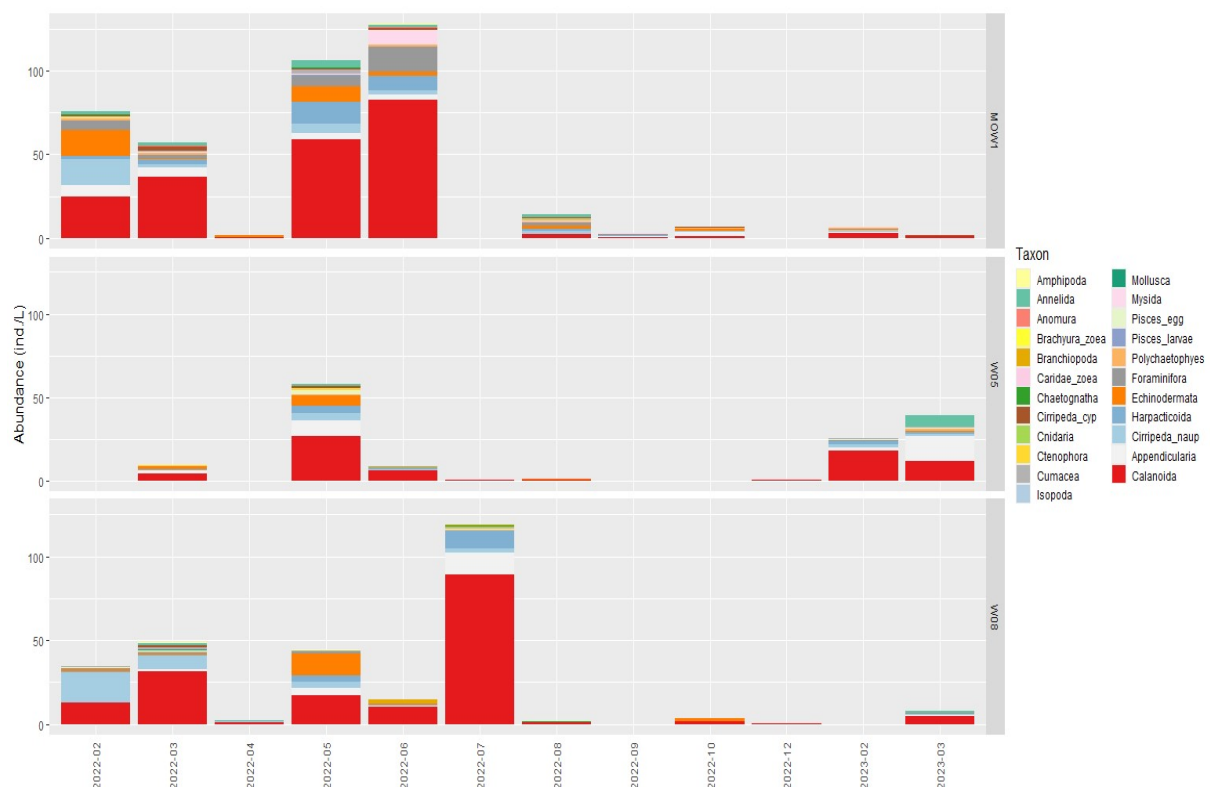 Abundance (ind./L)
100
50
0
MOW1
100
50
0
W05
100
50
0
W08
2022-02
2022-03
2022-04
2022-05
2022-06
2022-07
2022-08
2022-09
2022-10
2022-12
2023-02
2023-03
Taxon
Amphipoda
Annelida
Anomura
Brachyura_zoea
Branchiopoda
Caridae_zoea
Chaetognatha
Cirripeda_cyp
Cnidaria
Ctenophora
Cumacea
Isopoda
Mollusca
Mysida
Pisces_egg
Pisces_larvae
Polychaetophyes
Foraminifora
Echinodermata
Harpacticoida
Cirripeda_naup
Appendicularia
Calanoida